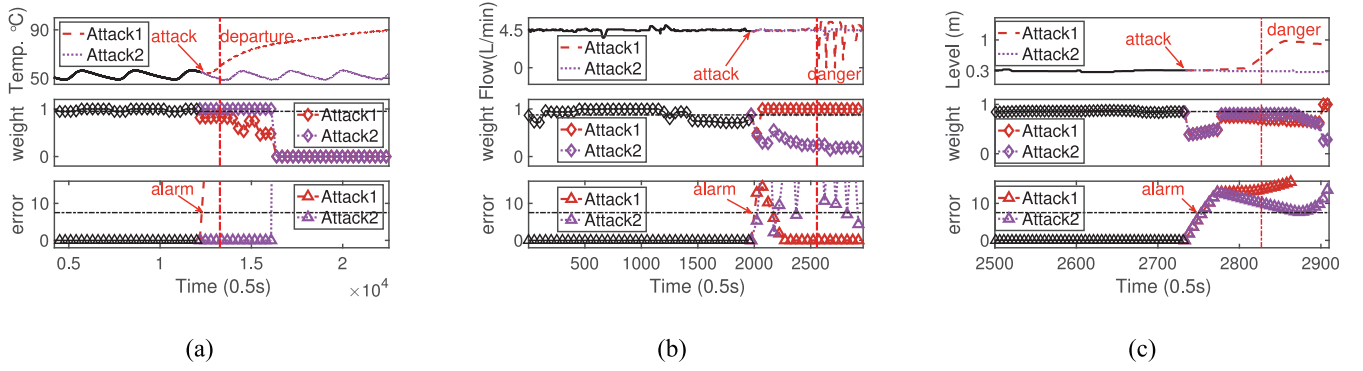 Temp. °C
90
50
Attack1
Attack2
attack
departure
weight
1
0
Attack1
Attack2
error
10
0
alarm
Attack1
Attack2
0.5
1
1.5
2
Time (0.5s)
×10⁴
(a)
Flow(L/min)
4.5
0
Attack1
Attack2
attack
danger
weight
1
0
Attack1
Attack2
error
10
0
alarm
Attack1
Attack2
500
1000
1500
2000
2500
Time (0.5s)
(b)
Level (m)
1
0.3
Attack1
Attack2
attack
danger
weight
1
0
Attack1
Attack2
error
10
0
alarm
Attack1
Attack2
2500
2600
2700
2800
2900
Time (0.5s)
(c)